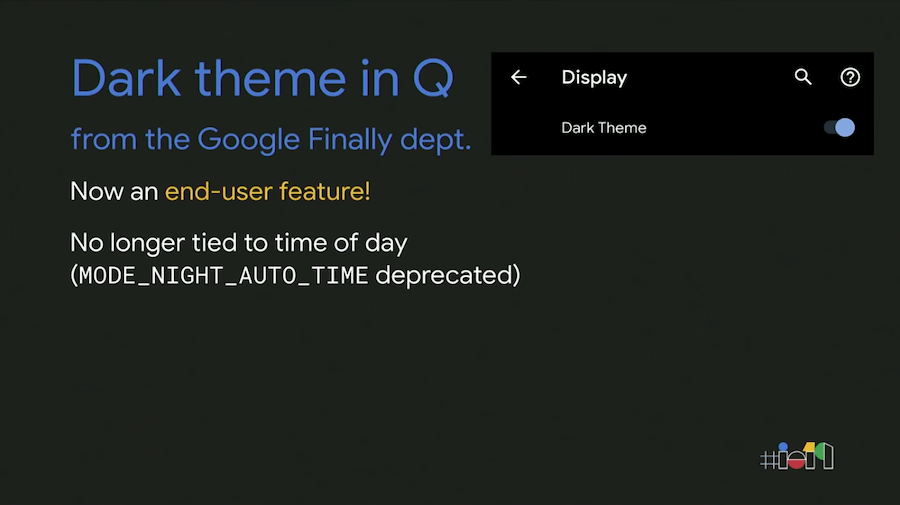 Dark theme in Q
from the Google Finally dept.
Now an end-user feature!
No longer tied to time of day
(MODE_NIGHT_AUTO_TIME deprecated)
Display
Dark Theme
#io19